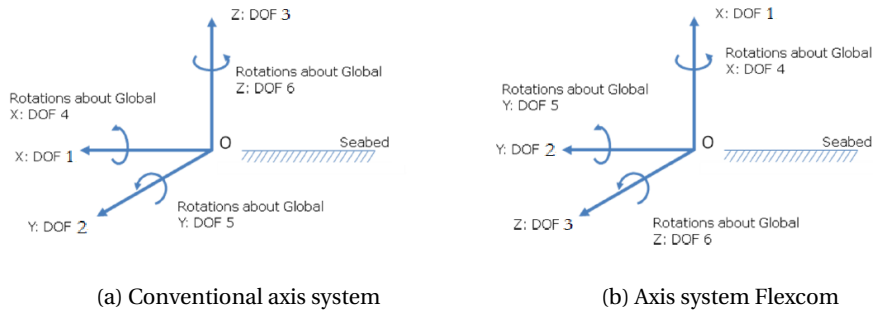 Z: DOF 3
Rotations about Global
Z: DOF 6
Rotations about Global
X: DOF 4
O
Seabed
X: DOF 1
Rotations about Global
Y: DOF 5
Y: DOF 2
(a) Conventional axis system
X: DOF 1
Rotations about Global
X: DOF 4
Rotations about Global
Y: DOF 5
O
Seabed
Y: DOF 2
Z: DOF 3
Rotations about Global
Z: DOF 6
(b) Axis system Flexcom